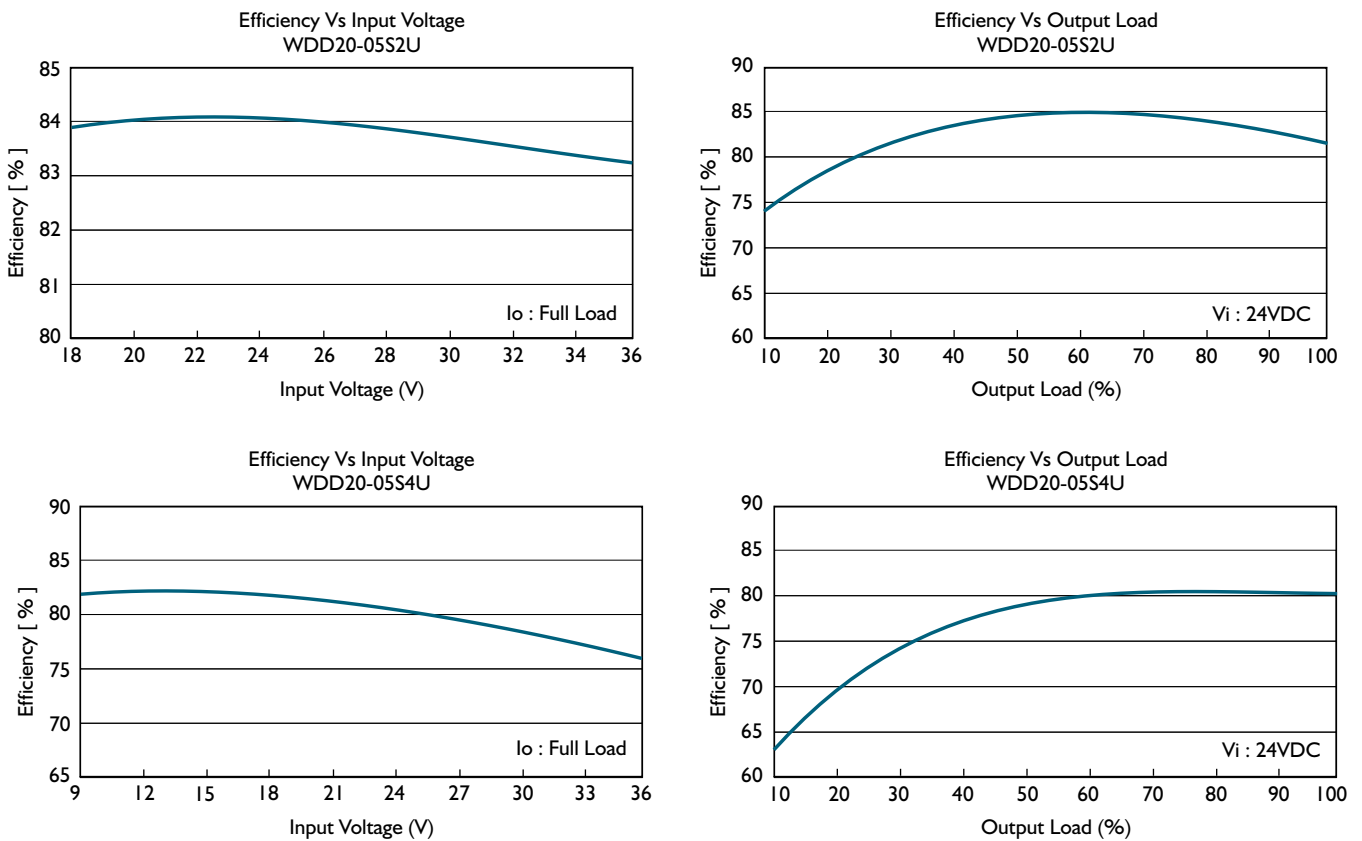 Efficiency Vs Input Voltage
WDD20-05S2U
85
84
83
82
81
80
Efficiency [ % ]
Io : Full Load
18 20 22 24 26 28 30 32 34 36
Input Voltage (V)
Efficiency Vs Output Load
WDD20-05S2U
90
85
80
75
70
65
60
Efficiency [ % ]
Vi : 24VDC
10 20 30 40 50 60 70 80 90 100
Output Load (%)
Efficiency Vs Input Voltage
WDD20-05S4U
90
85
80
75
70
65
Efficiency [ % ]
Io : Full Load
9 12 15 18 21 24 27 30 33 36
Input Voltage (V)
Efficiency Vs Output Load
WDD20-05S4U
90
85
80
75
70
65
60
Efficiency [ % ]
Vi : 24VDC
10 20 30 40 50 60 70 80 90 100
Output Load (%)